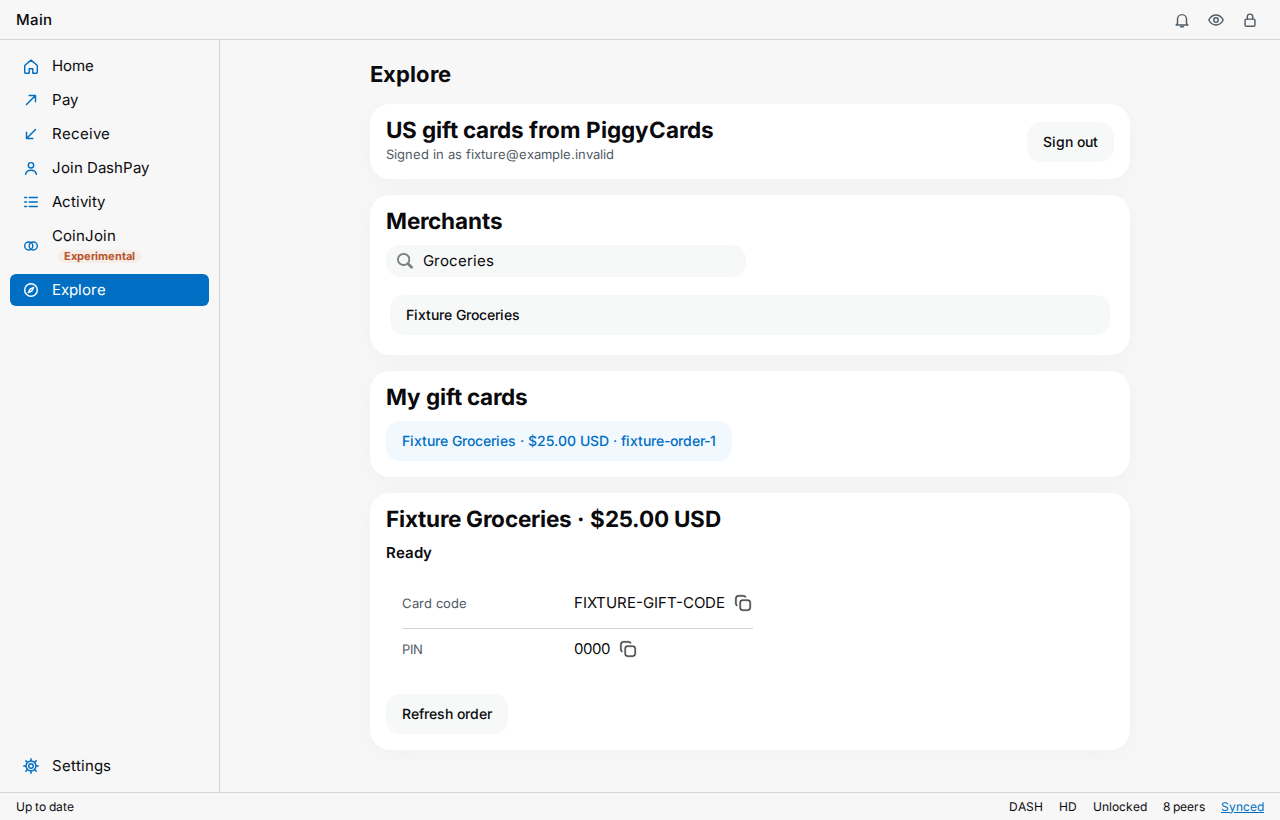 Main
Home
Pay
Receive
Join DashPay
Activity
CoinJoin
Experimental
Explore
Settings
Explore
US gift cards from PiggyCards
Signed in as fixture@example.invalid
Sign out
Merchants
Groceries
Fixture Groceries
My gift cards
Fixture Groceries · $25.00 USD · fixture-order-1
Fixture Groceries · $25.00 USD
Ready
Card code FIXTURE-GIFT-CODE
PIN 0000
Refresh order
Up to date DASH HD Unlocked 8 peers Synced